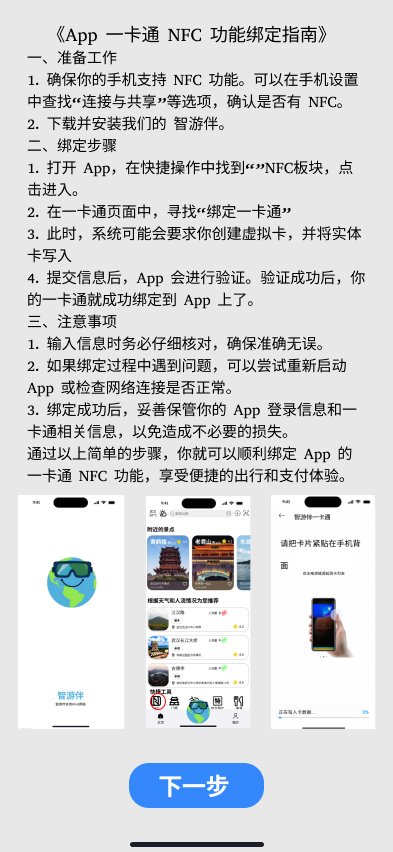 《App 一卡通 NFC 功能绑定指南》
一、准备工作
1. 确保你的手机支持 NFC 功能。可以在手机设置
中查找“连接与共享”等选项，确认是否有 NFC。
2. 下载并安装我们的 智游伴。
二、绑定步骤
1. 打开 App，在快捷操作中找到“”NFC板块，点
击进入。
2. 在一卡通页面中，寻找“绑定一卡通”
3. 此时，系统可能会要求你创建虚拟卡，并将实体
卡写入
4. 提交信息后，App 会进行验证。验证成功后，你
的一卡通就成功绑定到 App 上了。
三、注意事项
1. 输入信息时务必仔细核对，确保准确无误。
2. 如果绑定过程中遇到问题，可以尝试重新启动
App 或检查网络连接是否正常。
3. 绑定成功后，妥善保管你的 App 登录信息和一
卡通相关信息，以免造成不必要的损失。
通过以上简单的步骤，你就可以顺利绑定 App 的
一卡通 NFC 功能，享受便捷的出行和支付体验。
9:41
智游伴
9:41
附近的景点
黄鹤楼
老君山
根据天气和人流情况为您推荐
江汉路
武汉长江大桥
古德寺
快捷工具
9:41
智游伴一卡通
请把卡片紧贴在手机背
面
正在写入卡数据...
下一步